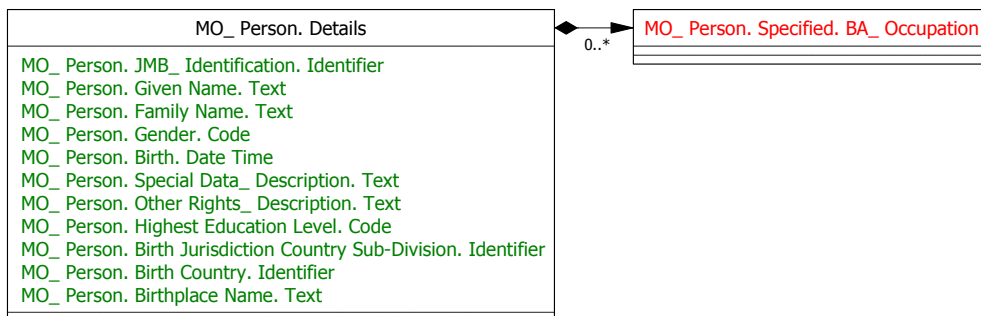 MO_ Person. Details
MO_ Person. JMB_ Identification. Identifier
MO_ Person. Given Name. Text
MO_ Person. Family Name. Text
MO_ Person. Gender. Code
MO_ Person. Birth. Date Time
MO_ Person. Special Data_ Description. Text
MO_ Person. Other Rights_ Description. Text
MO_ Person. Highest Education Level. Code
MO_ Person. Birth Jurisdiction Country Sub-Division. Identifier
MO_ Person. Birth Country. Identifier
MO_ Person. Birthplace Name. Text
0..*
MO_ Person. Specified. BA_ Occupation